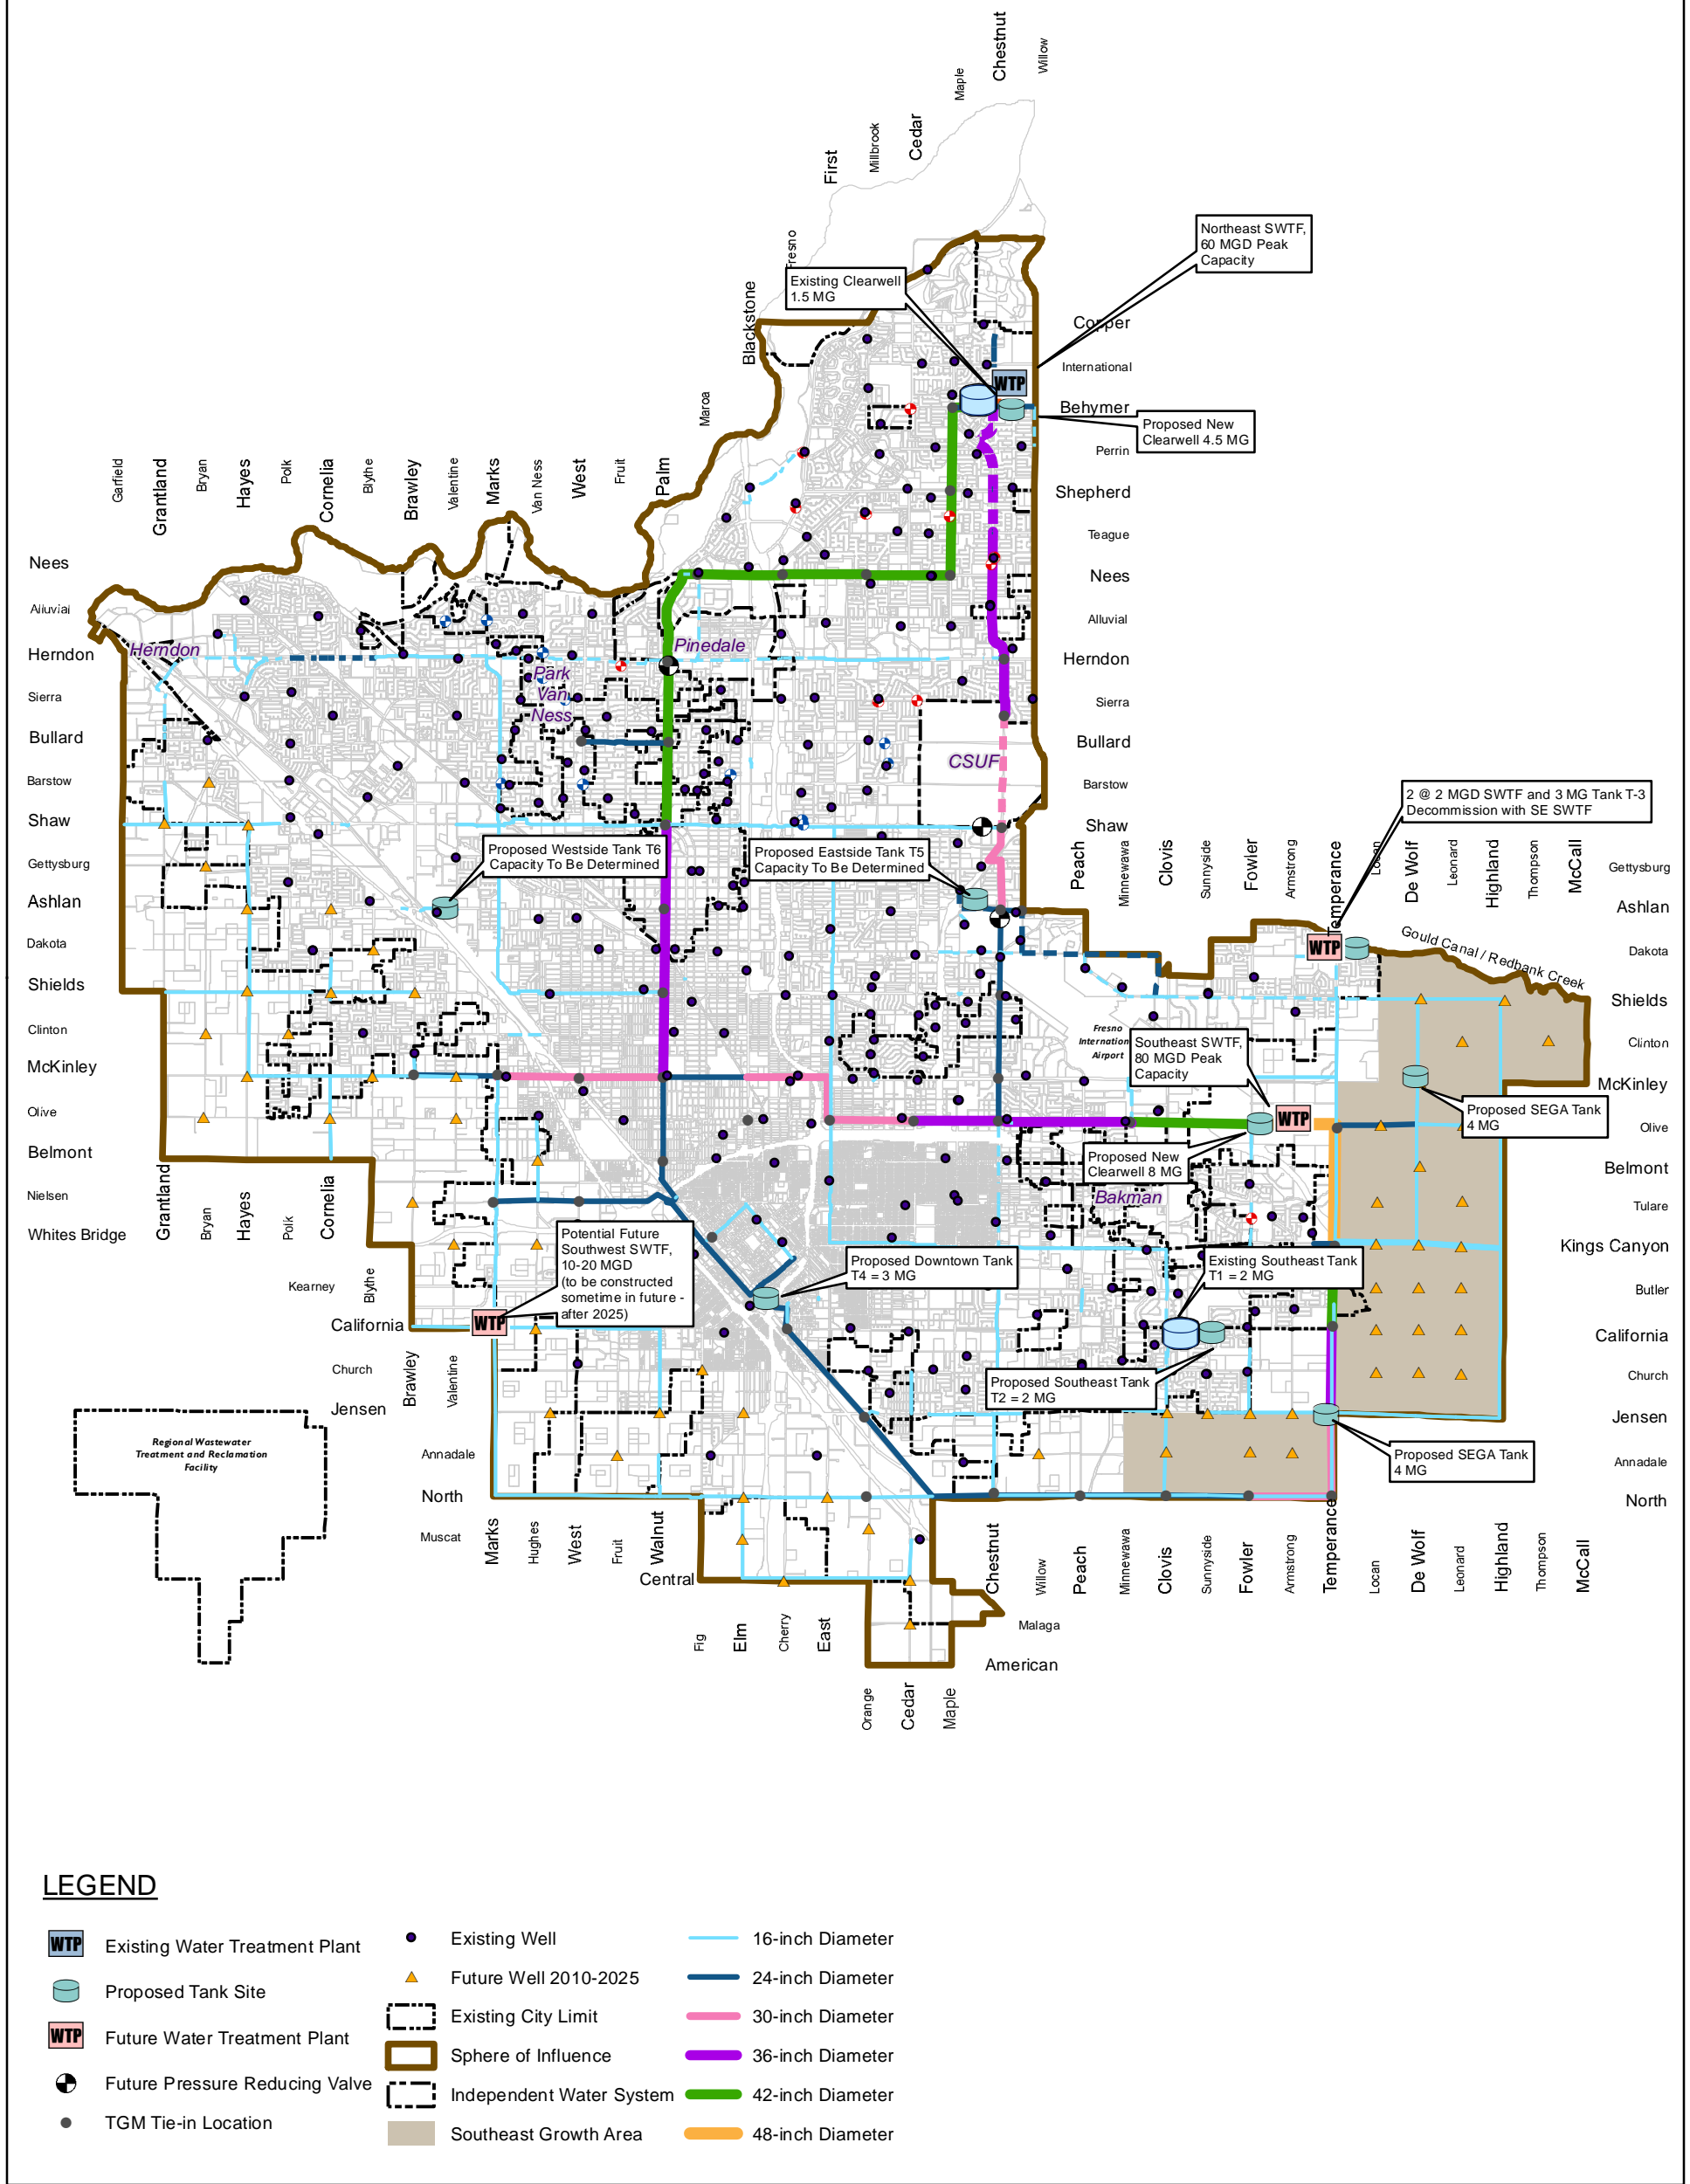 Chestnut
Willow
Maple
Cedar
Millbrook
First
Fresno
Blackstone
Maroa
Northeast SWTF,
60 MGD Peak
Capacity
Existing Clearwell
1.5 MG
Copper
International
WTP
Behymer
Proposed New
Clearwell 4.5 MG
Perrin
Shepherd
Teague
Nees
Alluvial
Herndon
Sierra
Bullard
Barstow
Shaw
Garfield
Grantland
Bryan
Hayes
Polk
Cornelia
Blythe
Brawley
Valentine
Marks
Van Ness
West
Fruit
Palm
Nees
Alluvial
Herndon
Sierra
Bullard
Barstow
Shaw
Gettysburg
Ashlan
Dakota
Shields
Clinton
McKinley
Olive
Belmont
Nielsen
Whites Bridge
Herndon
Pinedale
Park
Van
Ness
CSUF
2 @ 2 MGD SWTF and 3 MG Tank T-3
Decommission with SE SWTF
Proposed Westside Tank T6
Capacity To Be Determined
Proposed Eastside Tank T5
Capacity To Be Determined
Peach
Minnewawa
Clovis
Sunnyside
Fowler
Armstrong
Temperance
Locan
De Wolf
Leonard
Highland
Thompson
McCall
Gettysburg
Ashlan
Dakota
WTP
Gould Canal / Redbank Creek
Shields
Clinton
McKinley
Olive
Belmont
Tulare
Kings Canyon
Butler
California
Church
Jensen
Annadale
North
Fresno
Internation
Airport
Southeast SWTF,
80 MGD Peak
Capacity
WTP
Proposed SEGA Tank
4 MG
Proposed New
Clearwell 8 MG
Bakman
Grantland
Bryan
Hayes
Polk
Cornelia
Kearney
Blythe
Potential Future
Southwest SWTF,
10-20 MGD
(to be constructed
sometime in future -
after 2025)
Proposed Downtown Tank
T4 = 3 MG
Existing Southeast Tank
T1 = 2 MG
California
WTP
Church
Brawley
Valentine
Jensen
Proposed Southeast Tank
T2 = 2 MG
Proposed SEGA Tank
4 MG
Regional Wastewater
Treatment and Reclamation
Facility
Annadale
North
Muscat
Marks
Hughes
West
Fruit
Walnut
Central
Fig
Elm
Cherry
East
Orange
Cedar
Maple
Chestnut
Willow
Peach
Minnewawa
Clovis
Sunnyside
Fowler
Armstrong
Temperance
Locan
De Wolf
Leonard
Highland
Thompson
McCall
Malaga
American
LEGEND
WTP Existing Water Treatment Plant
Proposed Tank Site
WTP Future Water Treatment Plant
Future Pressure Reducing Valve
TGM Tie-in Location
Existing Well
Future Well 2010-2025
Existing City Limit
Sphere of Influence
Independent Water System
Southeast Growth Area
16-inch Diameter
24-inch Diameter
30-inch Diameter
36-inch Diameter
42-inch Diameter
48-inch Diameter